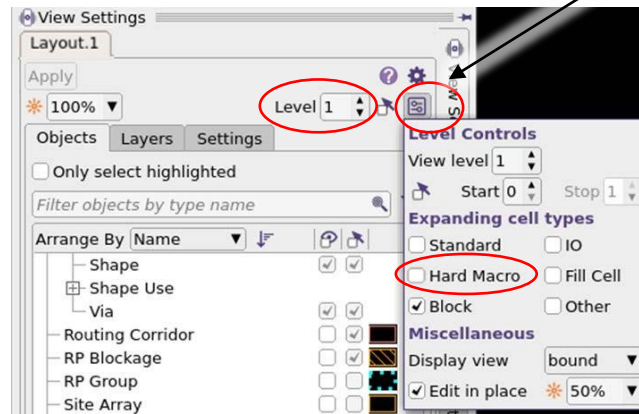 View Settings
Layout.1
Apply
100%
Level 1
Objects Layers Settings
Only select highlighted
Filter objects by type name
Arrange By Name
Shape
Shape Use
Via
Routing Corridor
RP Blockage
RP Group
Site Array
Level Controls
View level 1
Start 0 Stop 1
Expanding cell types
Standard IO
Hard Macro Fill Cell
Block Other
Miscellaneous
Display view bound
Edit in place 50%